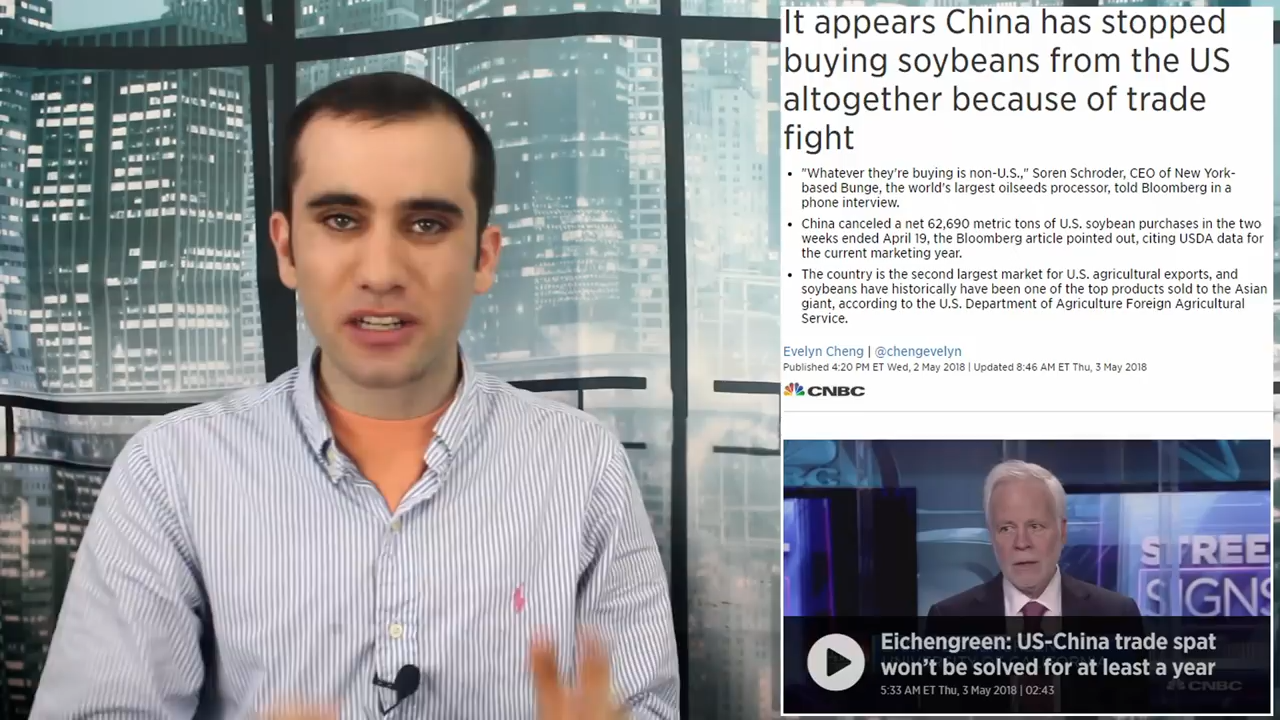 It appears China has stopped
buying soybeans from the US
altogether because of trade
fight
• "Whatever they're buying is non-U.S.," Soren Schroder, CEO of New York-
based Bunge, the world's largest oilseeds processor, told Bloomberg in a
phone interview.
• China canceled a net 62,690 metric tons of U.S. soybean purchases in the two
weeks ended April 19, the Bloomberg article pointed out, citing USDA data for
the current marketing year.
• The country is the second largest market for U.S. agricultural exports, and
soybeans have historically have been one of the top products sold to the Asian
giant, according to the U.S. Department of Agriculture Foreign Agricultural
Service.
Evelyn Cheng | @chengevelyn
Published 4:20 PM ET Wed, 2 May 2018 | Updated 8:46 AM ET Thu, 3 May 2018
CNBC
STREE
SIGNS
Eichengreen: US-China trade spat
won't be solved for at least a year
5:33 AM ET Thu, 3 May 2018 | 02:43
CNBC